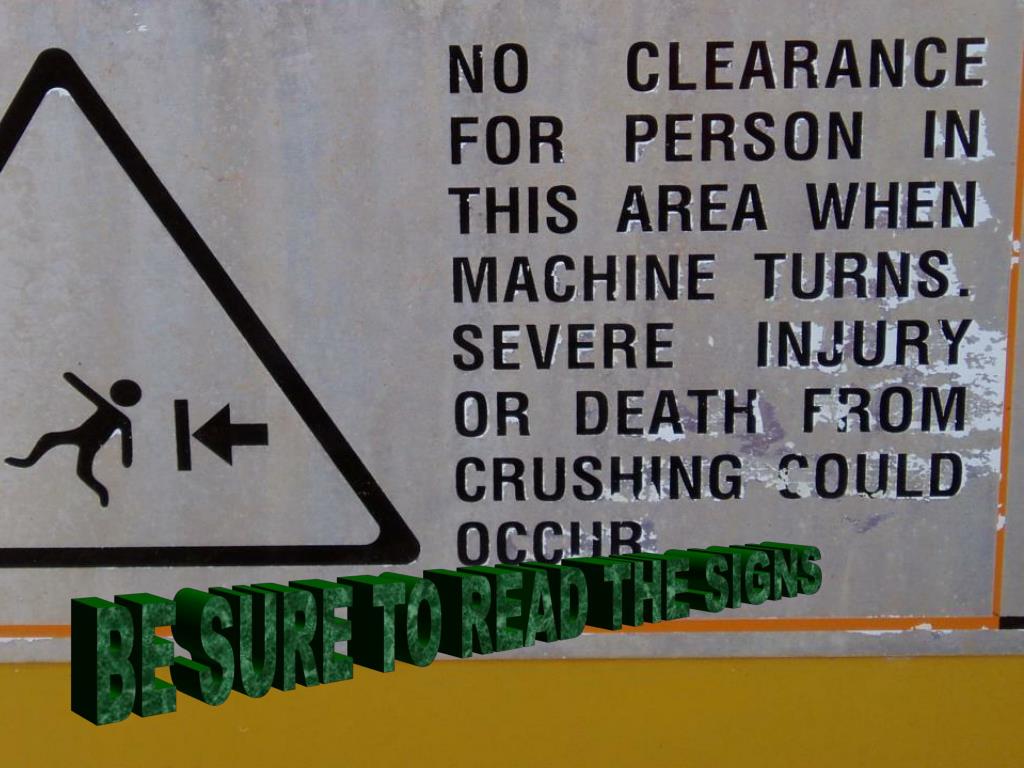 NO CLEARANCE
FOR PERSON IN
THIS AREA WHEN
MACHINE TURNS.
SEVERE INJURY
OR DEATH FROM
CRUSHING COULD
OCCUR
BE SURE TO READ THE SIGNS